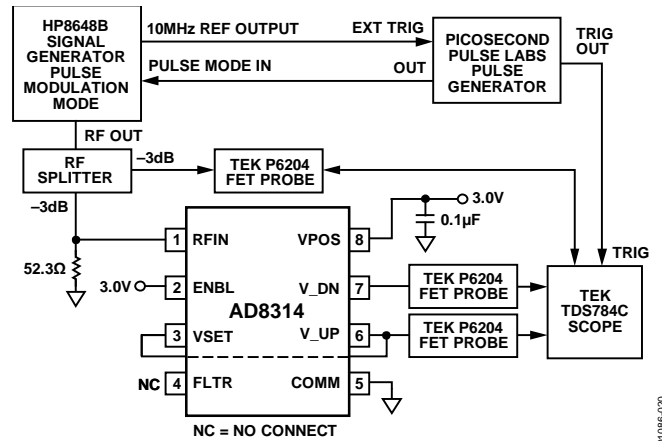 HP8648B
SIGNAL
GENERATOR
PULSE
MODULATION
MODE
10MHz REF OUTPUT
EXT TRIG
PULSE MODE IN
OUT
PICOSECOND
PULSE LABS
PULSE
GENERATOR
TRIG
OUT
RF OUT
RF
SPLITTER
–3dB
–3dB
TEK P6204
FET PROBE
3.0V
0.1µF
52.3Ω
3.0V
1 RFIN
2 ENBL
3 VSET
4 FLTR
AD8314
VPOS 8
V_DN 7
V_UP 6
COMM 5
NC
TEK P6204
FET PROBE
TEK P6204
FET PROBE
TRIG
TEK
TDS784C
SCOPE
NC = NO CONNECT